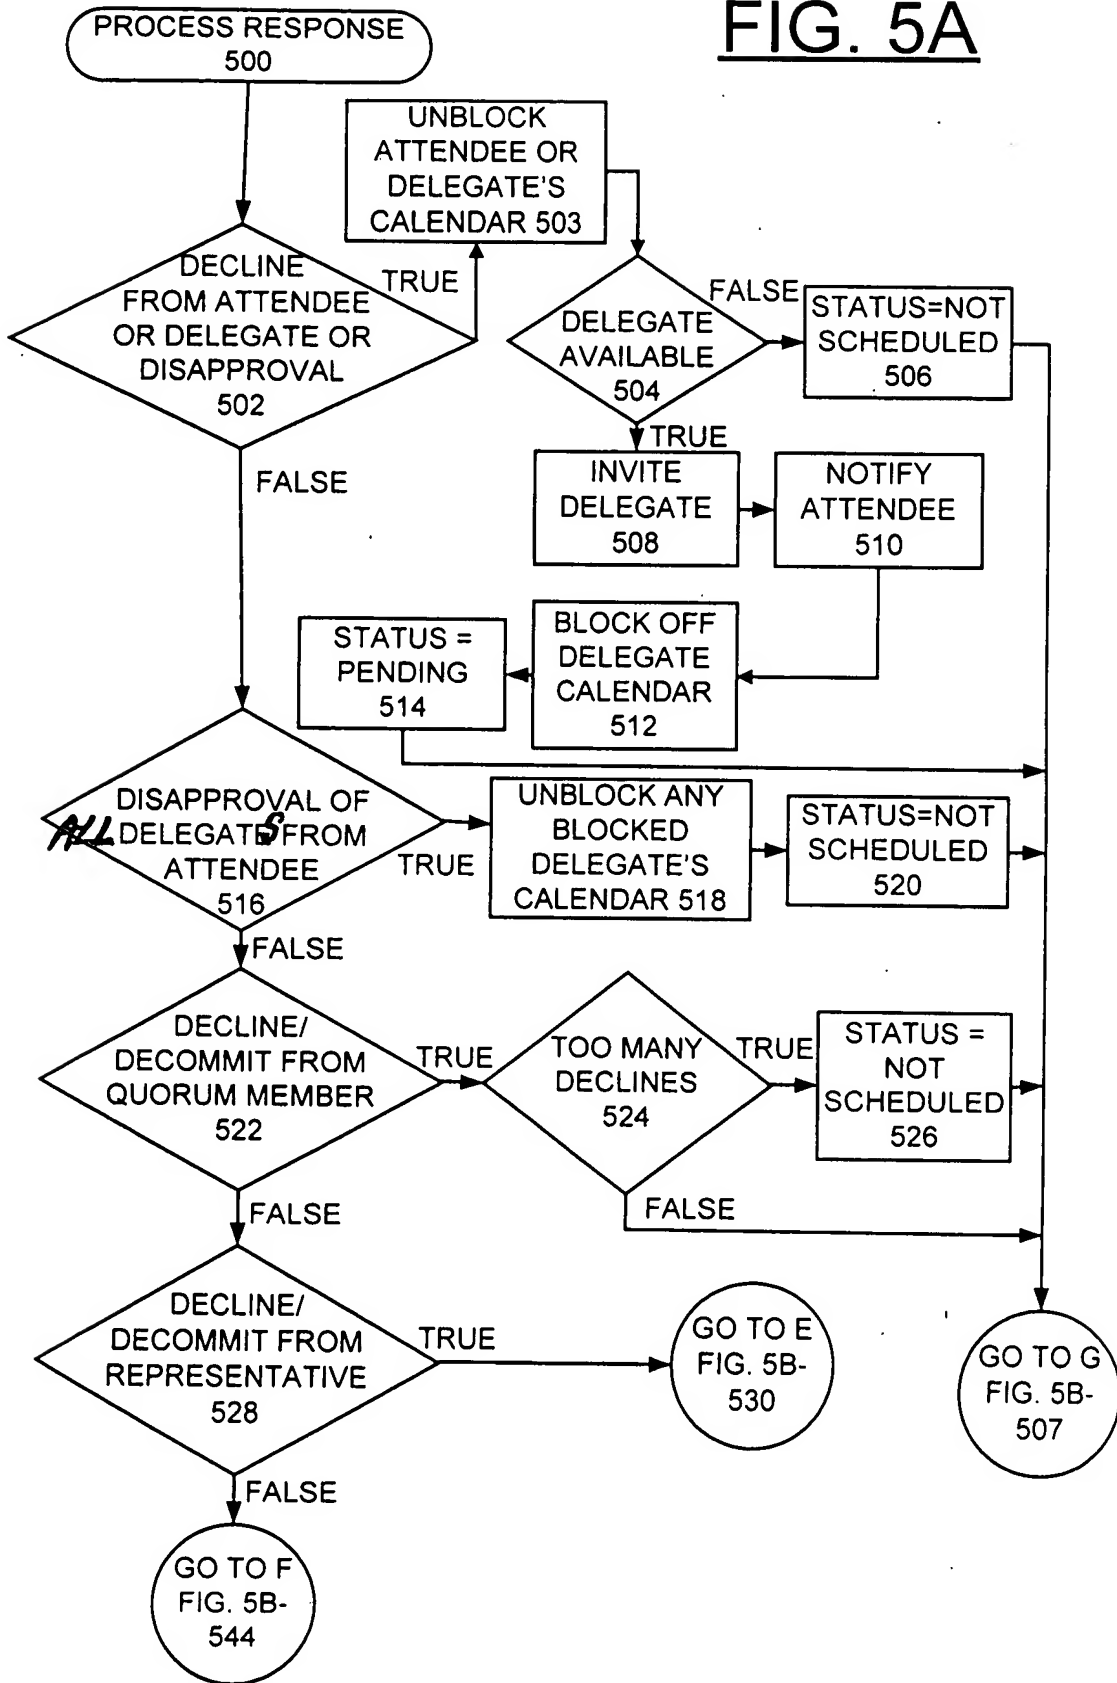 FIG. 5A
PROCESS RESPONSE
500
UNBLOCK
ATTENDEE OR
DELEGATE'S
CALENDAR 503
DECLINE
FROM ATTENDEE
OR DELEGATE OR
DISAPPROVAL
502
TRUE
FALSE
DELEGATE
AVAILABLE
504
FALSE
STATUS=NOT
SCHEDULED
506
TRUE
INVITE
DELEGATE
508
NOTIFY
ATTENDEE
510
BLOCK OFF
DELEGATE
CALENDAR
512
STATUS =
PENDING
514
DISAPPROVAL OF
ALL DELEGATES FROM
ATTENDEE
516
TRUE
UNBLOCK ANY
BLOCKED
DELEGATE'S
CALENDAR 518
STATUS=NOT
SCHEDULED
520
FALSE
DECLINE/
DECOMMIT FROM
QUORUM MEMBER
522
TRUE
TOO MANY
DECLINES
524
TRUE
STATUS =
NOT
SCHEDULED
526
FALSE
FALSE
DECLINE/
DECOMMIT FROM
REPRESENTATIVE
528
TRUE
GO TO E
FIG. 5B-
530
GO TO G
FIG. 5B-
507
FALSE
GO TO F
FIG. 5B-
544